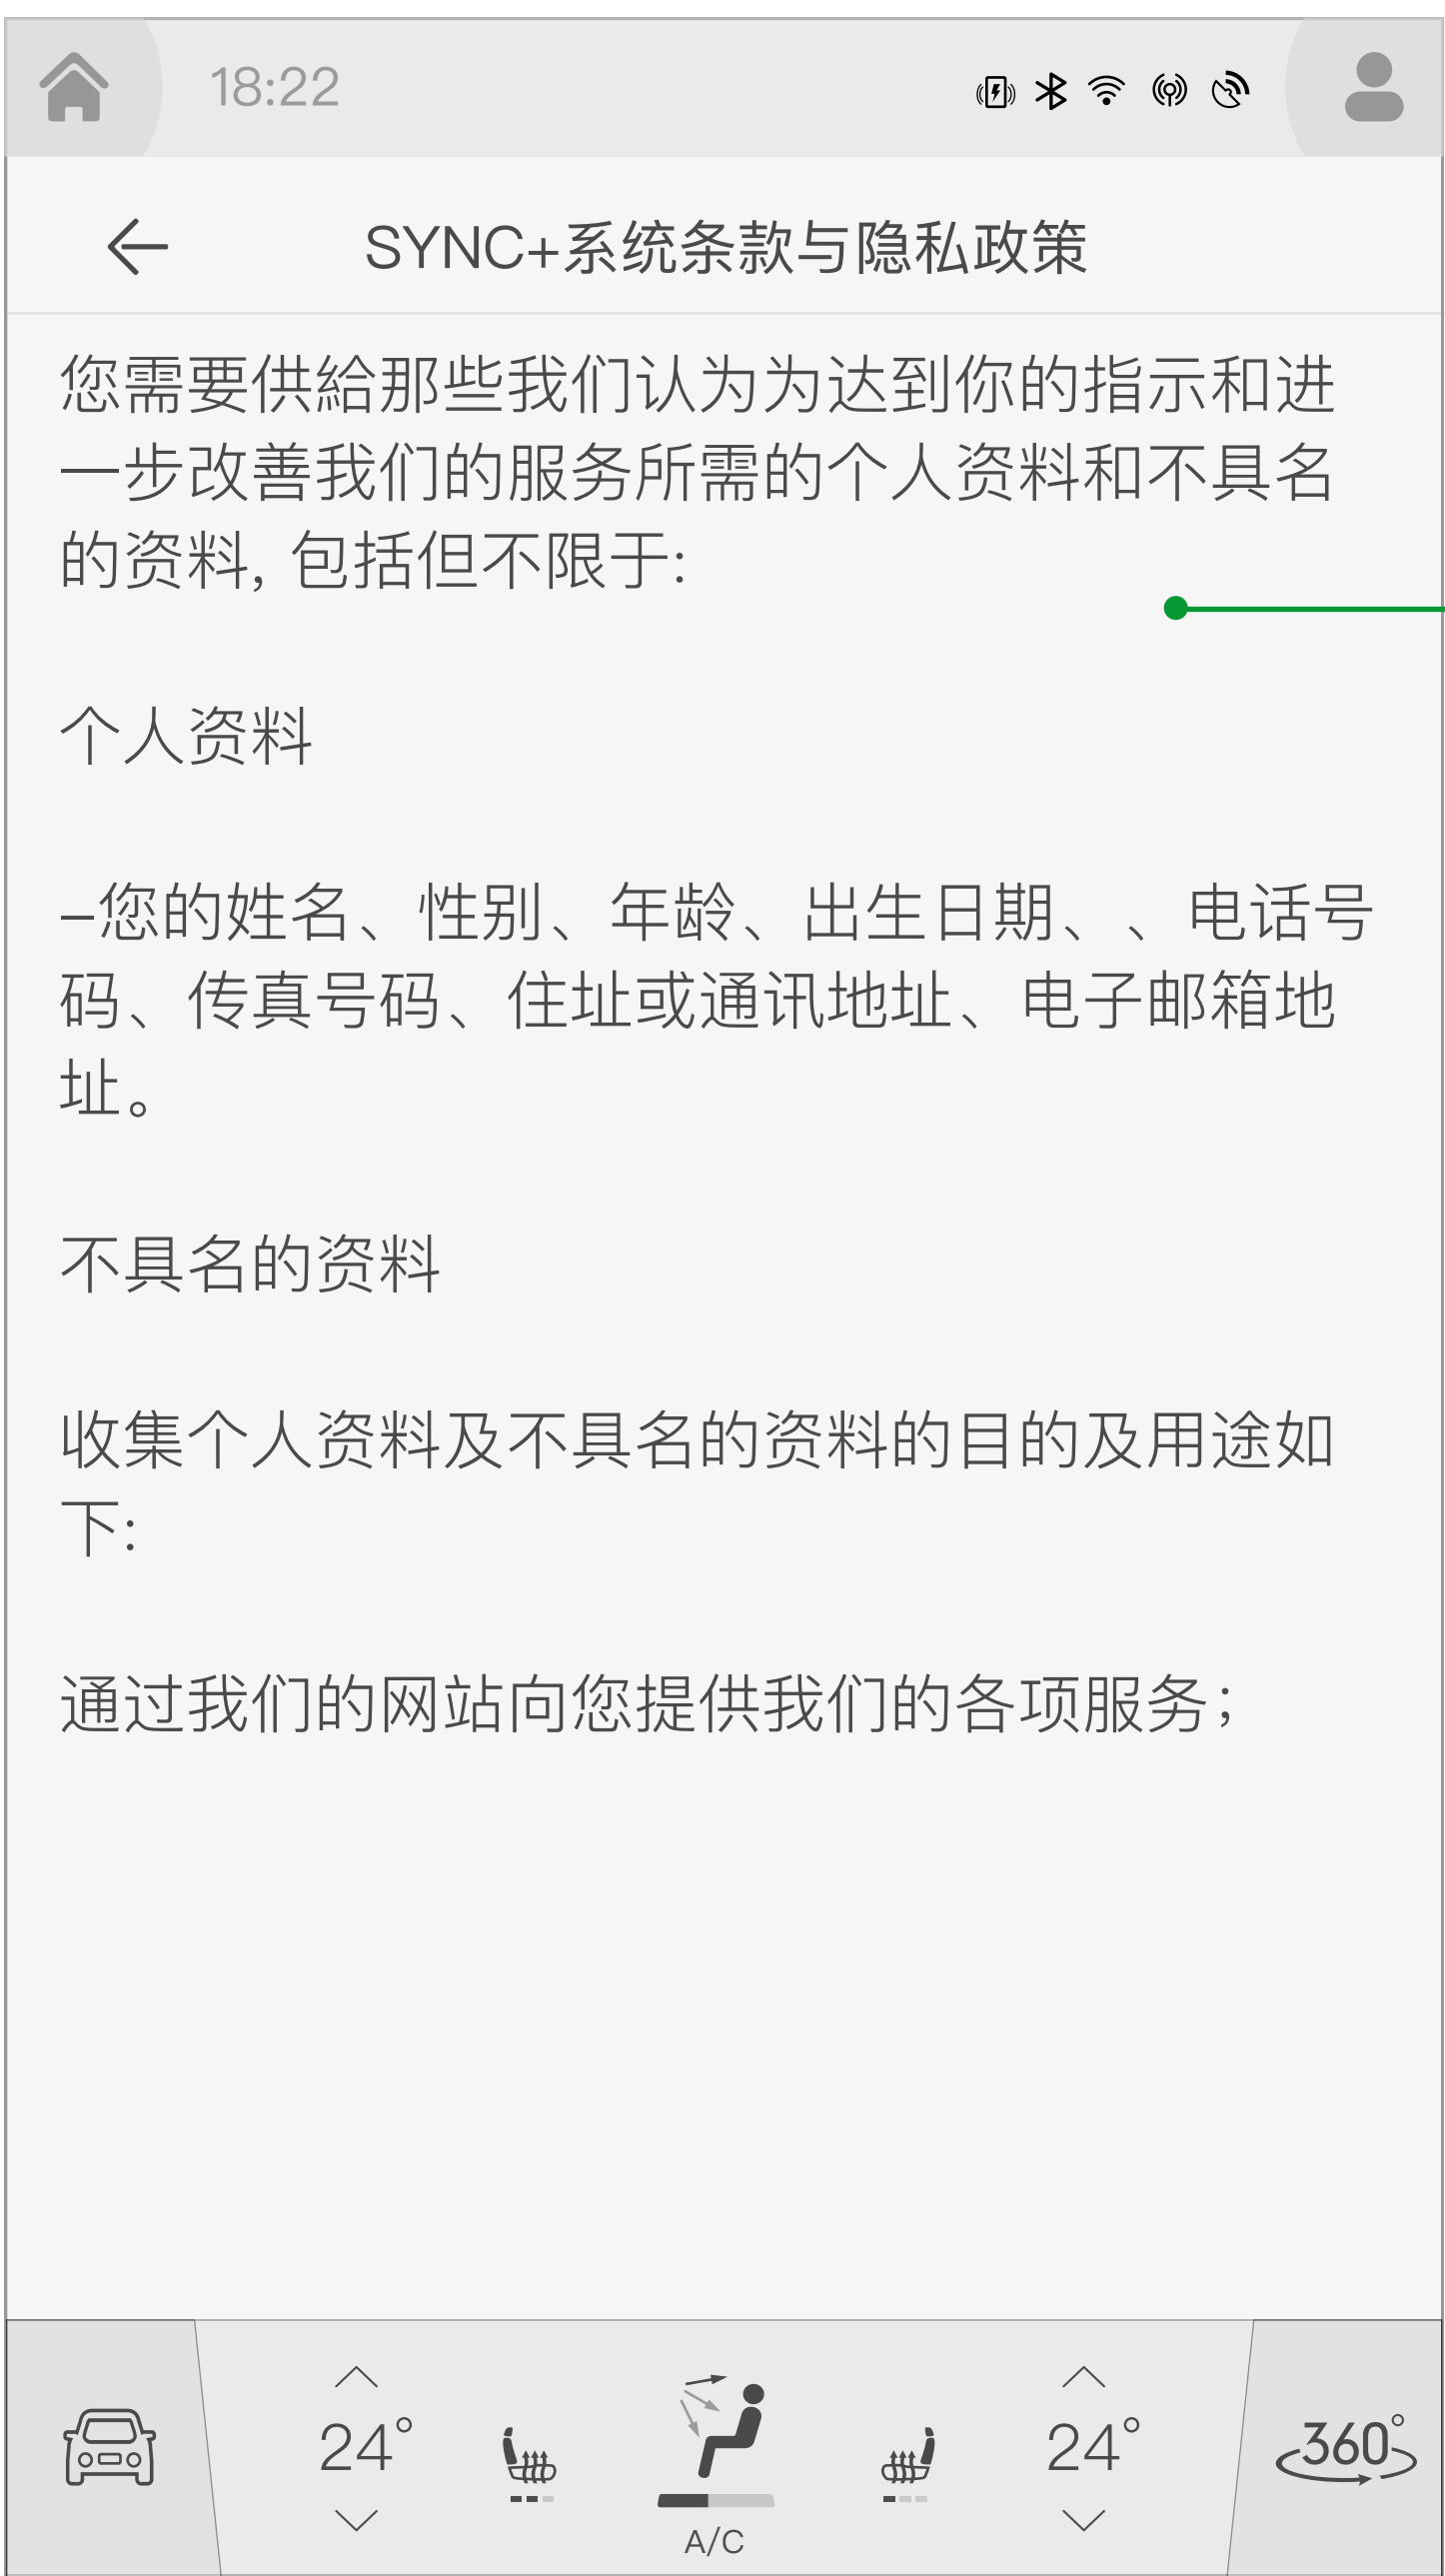 18:22
SYNC+系统条款与隐私政策
您需要供給那些我们认为为达到你的指示和进
一步改善我们的服务所需的个人资料和不具名
的资料, 包括但不限于:
个人资料
–您的姓名、性别、年龄、出生日期、、电话号
码、传真号码、住址或通讯地址、电子邮箱地
址。
不具名的资料
收集个人资料及不具名的资料的目的及用途如
下:
通过我们的网站向您提供我们的各项服务；
24° 24° 360°
A/C